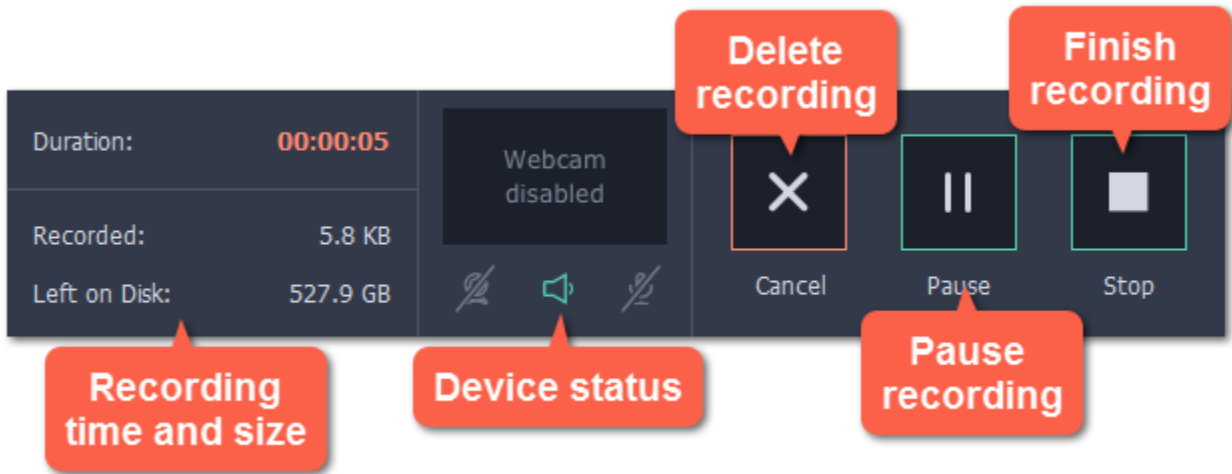 Delete
recording
Finish
recording
Duration: 00:00:05
Webcam
disabled
Recorded: 5.8 KB
Left on Disk: 527.9 GB
Cancel
Pause
Stop
Recording
time and size
Device status
Pause
recording